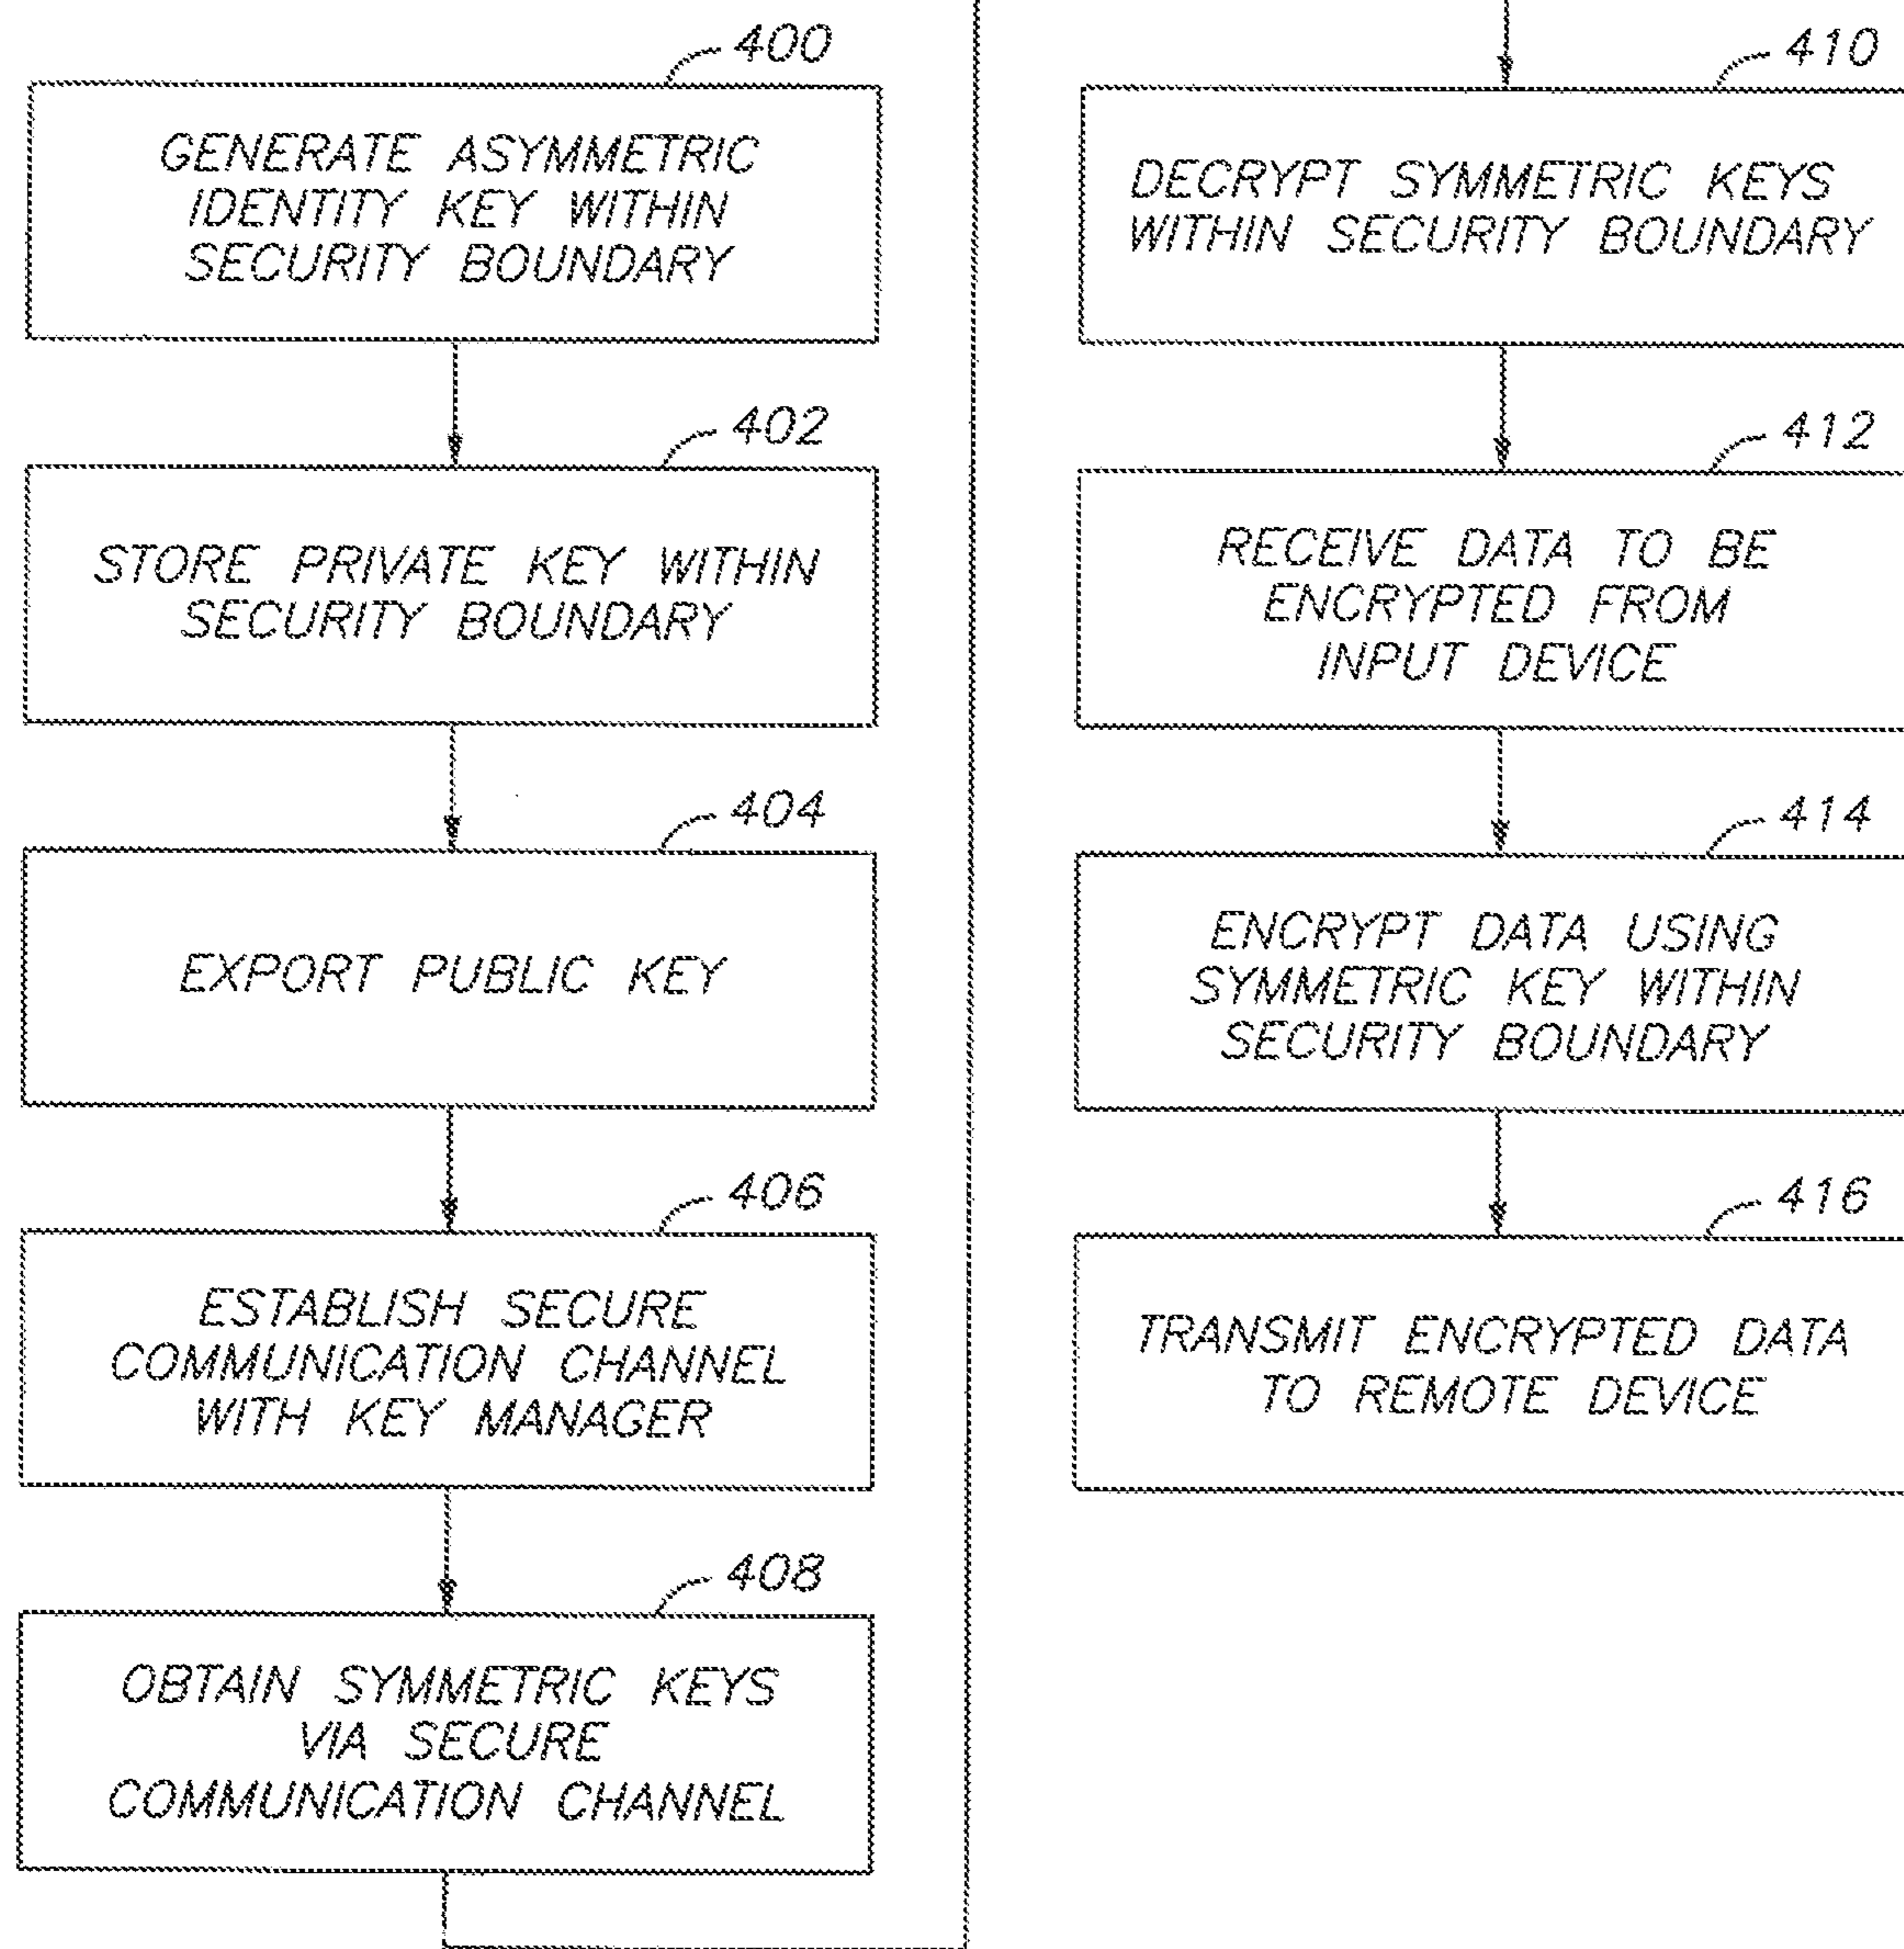 400
GENERATE ASYMMETRIC
IDENTITY KEY WITHIN
SECURITY BOUNDARY
402
STORE PRIVATE KEY WITHIN
SECURITY BOUNDARY
404
EXPORT PUBLIC KEY
406
ESTABLISH SECURE
COMMUNICATION CHANNEL
WITH KEY MANAGER
408
OBTAIN SYMMETRIC KEYS
VIA SECURE
COMMUNICATION CHANNEL
410
DECRYPT SYMMETRIC KEYS
WITHIN SECURITY BOUNDARY
412
RECEIVE DATA TO BE
ENCRYPTED FROM
INPUT DEVICE
414
ENCRYPT DATA USING
SYMMETRIC KEY WITHIN
SECURITY BOUNDARY
416
TRANSMIT ENCRYPTED DATA
TO REMOTE DEVICE